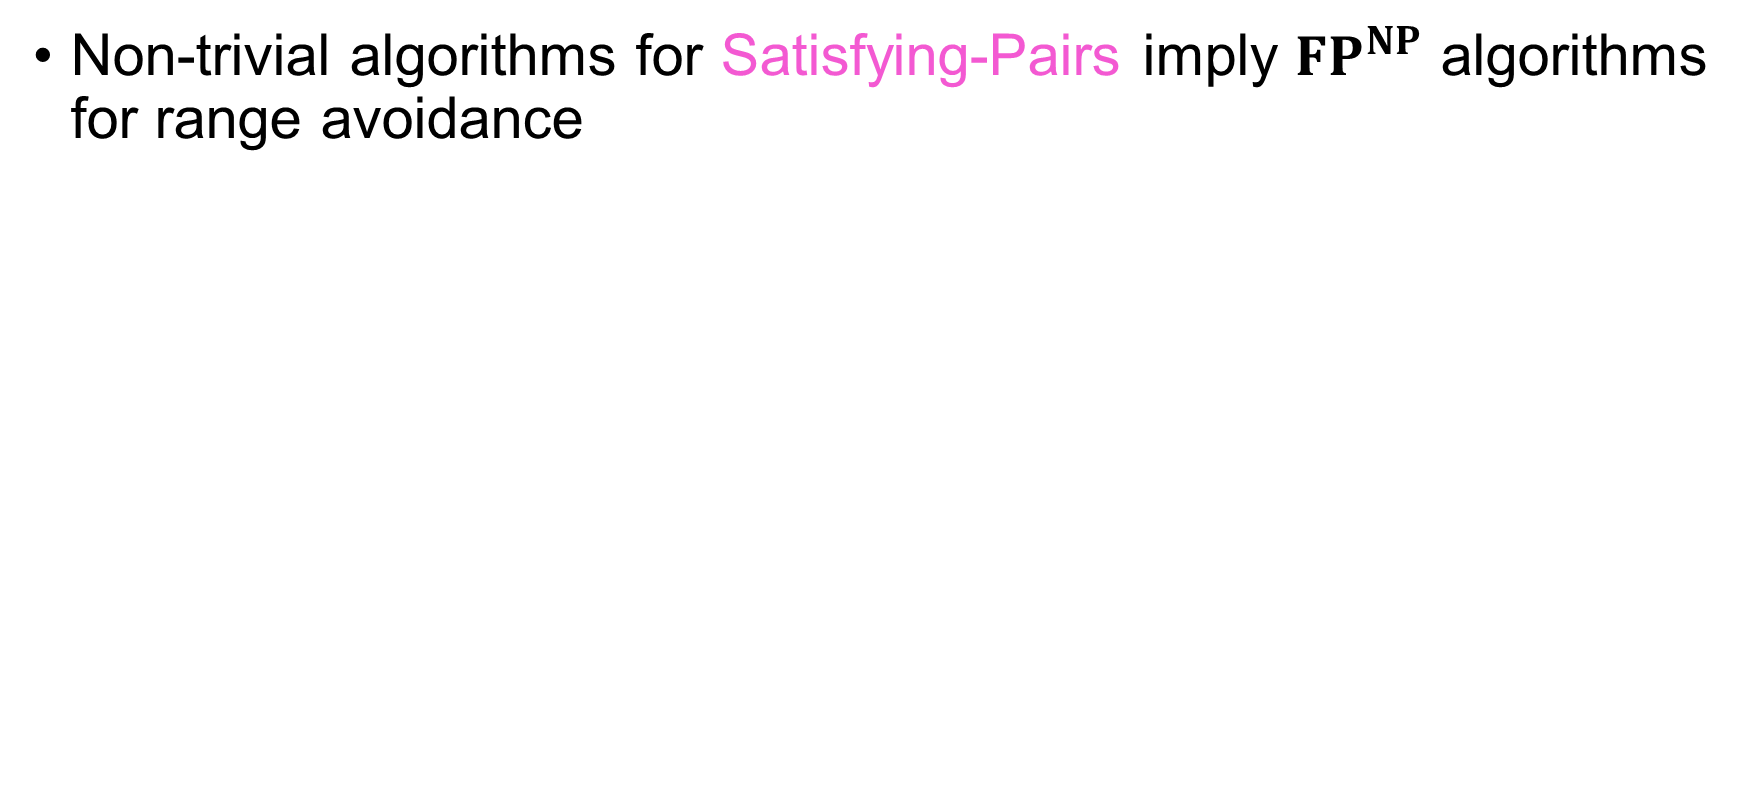 • Non-trivial algorithms for Satisfying-Pairs imply FP^NP algorithms
for range avoidance